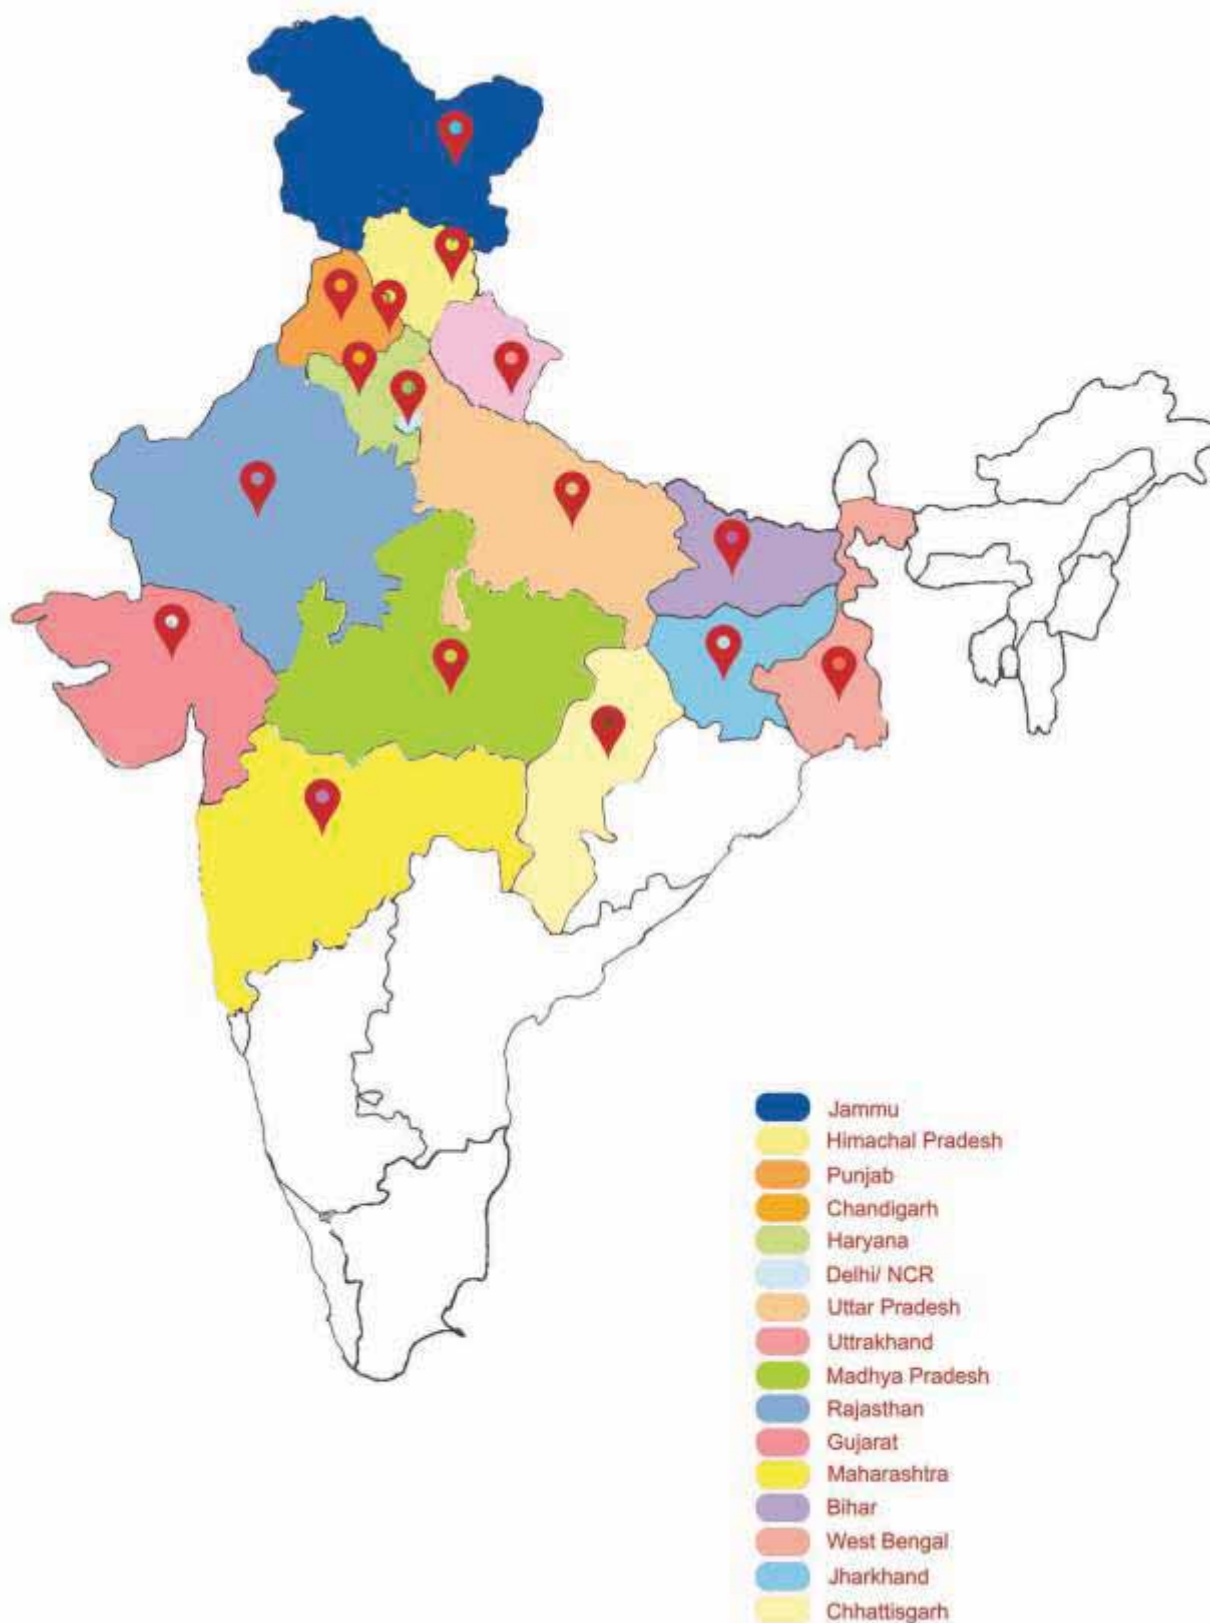 Jammu
Himachal Pradesh
Punjab
Chandigarh
Haryana
Delhi/ NCR
Uttar Pradesh
Uttrakhand
Madhya Pradesh
Rajasthan
Gujarat
Maharashtra
Bihar
West Bengal
Jharkhand
Chhattisgarh